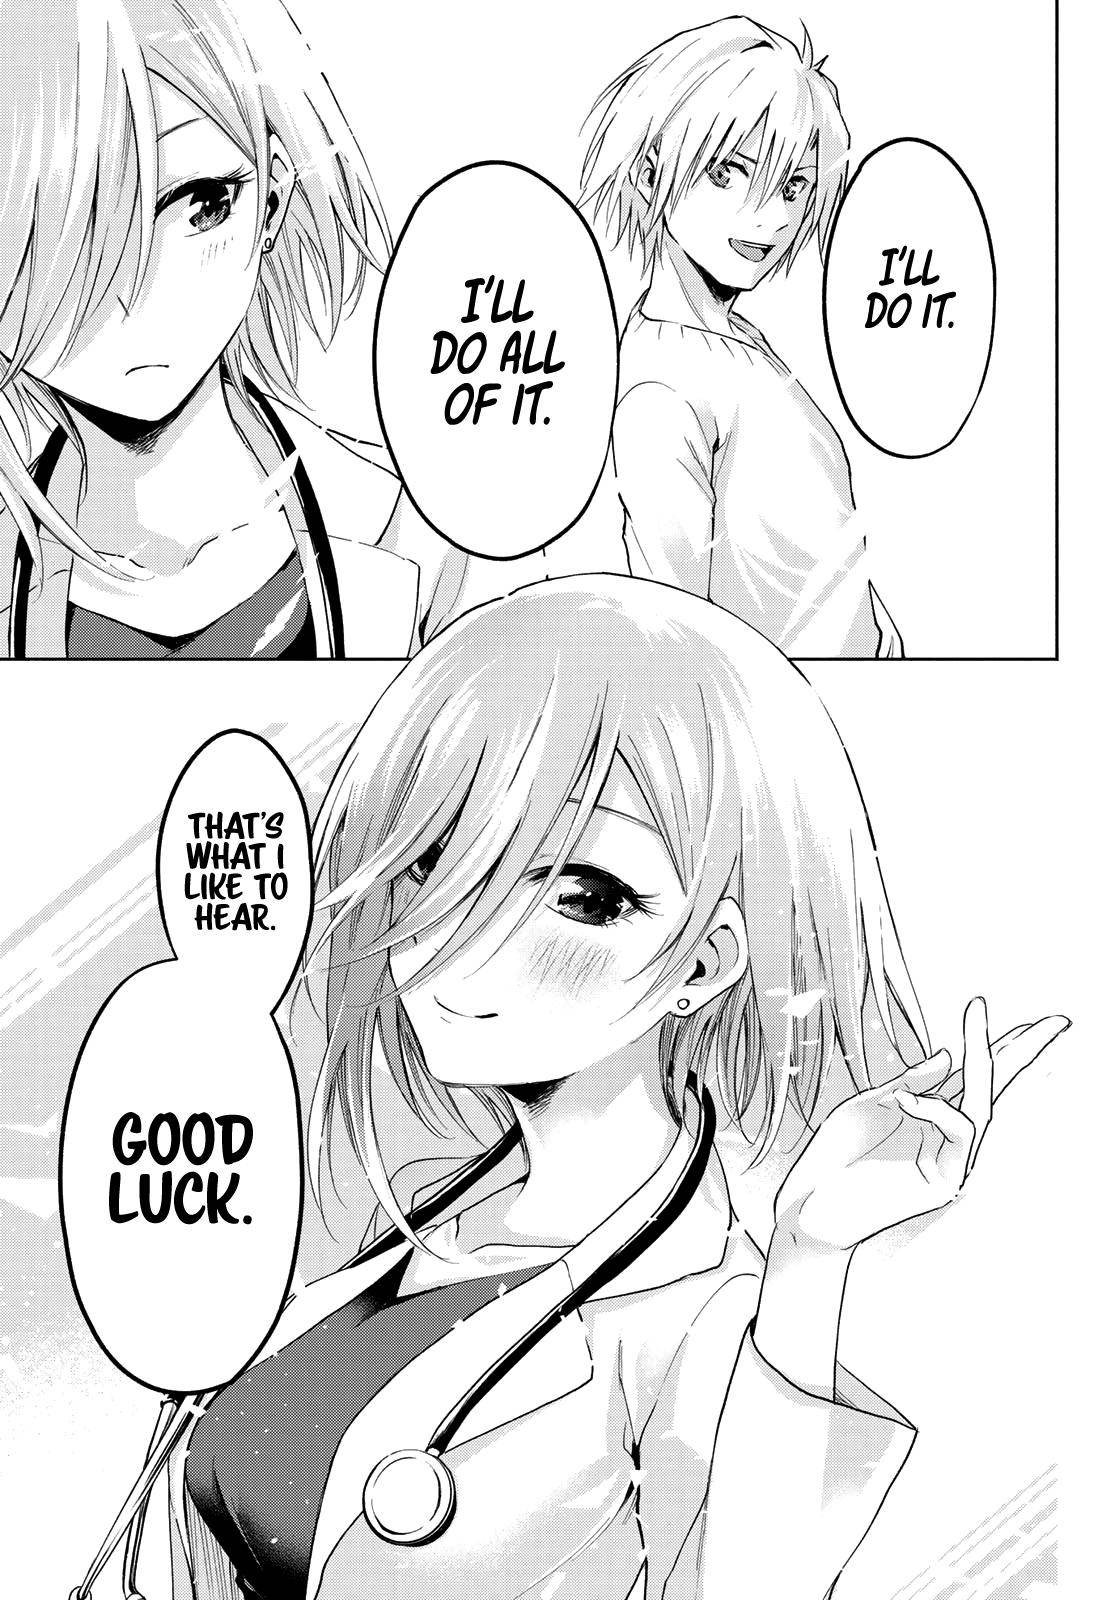 I'LL
DO IT.
I'LL
DO ALL
OF IT.
THAT'S
WHAT I
LIKE TO
HEAR.
GOOD
LUCK.